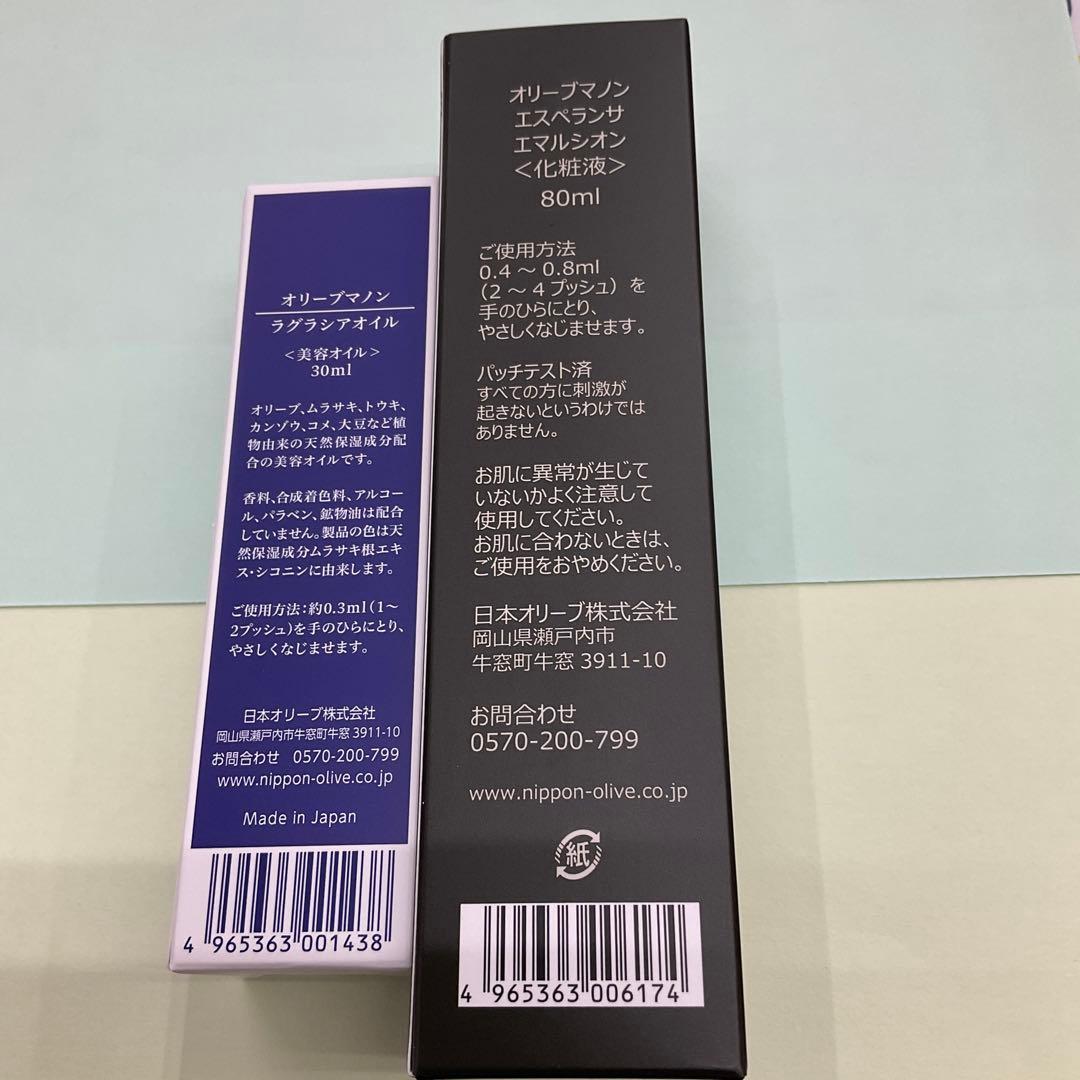 オリーブマノン
ラグラシアオイル
<美容オイル>
30ml
オリーブ、ムラサキ、トウキ、
カンゾウ、コメ、大豆など植
物由来の天然保湿成分配
合の美容オイルです。
香料、合成着色料、アルコー
ル、パラベン、鉱物油は配合
していません。製品の色は天
然保湿成分ムラサキ根エキ
ス・シコニンに由来します。
ご使用方法:約0.3ml(1〜
2プッシュ)を手のひらにとり、
やさしくなじませます。
日本オリーブ株式会社
岡山県瀬戸内市牛窓町牛窓 3911-10
お問合わせ 0570-200-799
www.nippon-olive.co.jp
Made in Japan
4 965363 001438
オリーブマノン
エスペランサ
エマルシオン
<化粧液>
80ml
ご使用方法
0.4 〜 0.8ml
(2 〜 4 プッシュ) を
手のひらにとり、
やさしくなじませます。
パッチテスト済
すべての方に刺激が
起きないというわけでは
ありません。
お肌に異常が生じて
いないかよく注意して
使用してください。
お肌に合わないときは、
ご使用をおやめください。
日本オリーブ株式会社
岡山県瀬戸内市
牛窓町牛窓 3911-10
お問合わせ
0570-200-799
www.nippon-olive.co.jp
紙
4 965363 006174